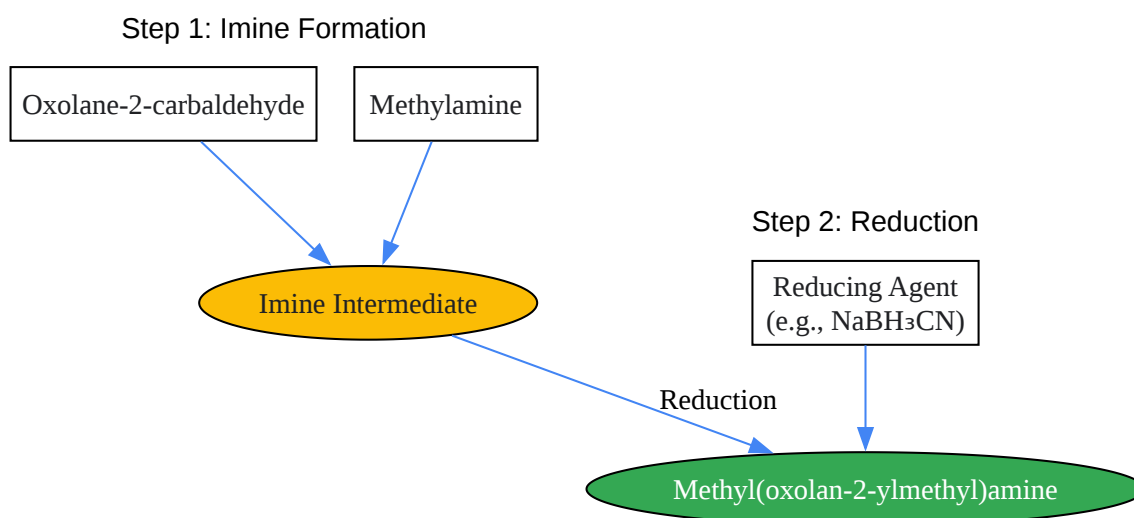 Step 1: Imine Formation
Oxolane-2-carbaldehyde
Methylamine
Step 2: Reduction
Imine Intermediate
Reducing Agent
(e.g., NaBH₃CN)
Reduction
Methyl(oxolan-2-ylmethyl)amine